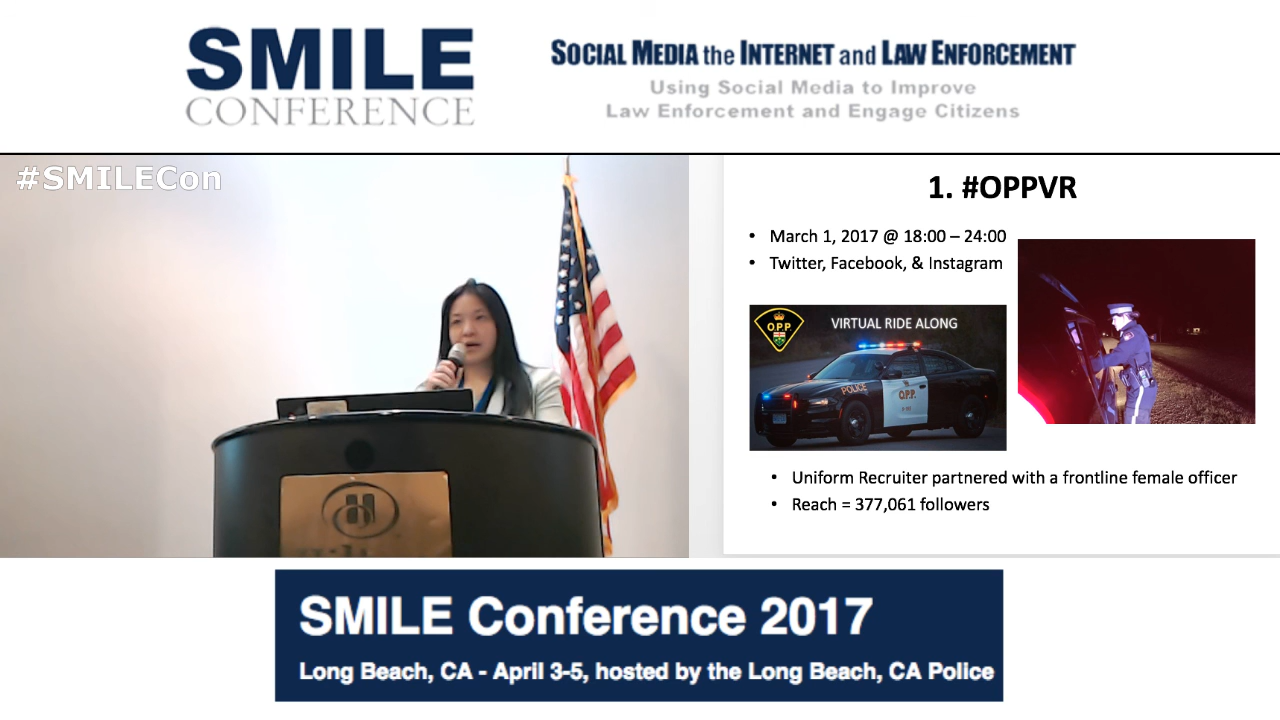 SMILE
CONFERENCE
SOCIAL MEDIA the INTERNET and LAW ENFORCEMENT
Using Social Media to Improve
Law Enforcement and Engage Citizens
#SMILECon
1. #OPPVR
• March 1, 2017 @ 18:00 – 24:00
• Twitter, Facebook, & Instagram
OPP
VIRTUAL RIDE ALONG
POLICE
O.P.P.
• Uniform Recruiter partnered with a frontline female officer
• Reach = 377,061 followers
SMILE Conference 2017
Long Beach, CA - April 3-5, hosted by the Long Beach, CA Police